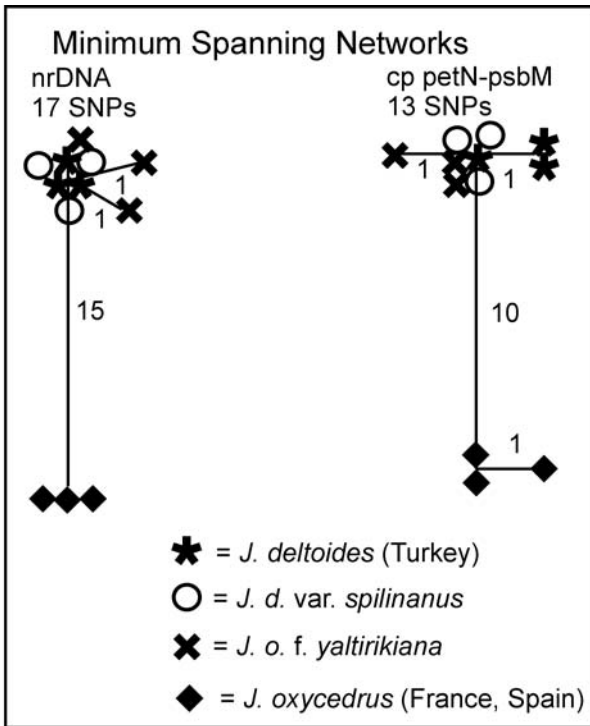 Minimum Spanning Networks
nrDNA
17 SNPs
1
1
15
cp petN-psbM
13 SNPs
1
1
10
1
= J. deltoides (Turkey)
= J. d. var. spilinanus
= J. o. f. yaltirikiana
= J. oxycedrus (France, Spain)